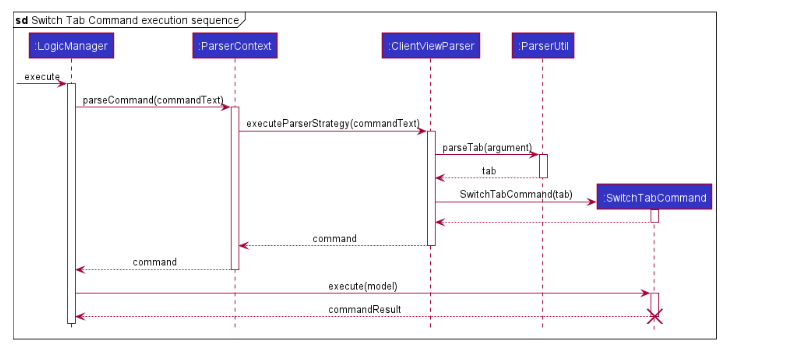 sd Switch Tab Command execution sequence
:LogicManager
:ParserContext
:ClientViewParser
:ParserUtil
execute
parseCommand(commandText)
executeParserStrategy(commandText)
parseTab(argument)
tab
SwitchTabCommand(tab)
:SwitchTabCommand
command
command
execute(model)
commandResult